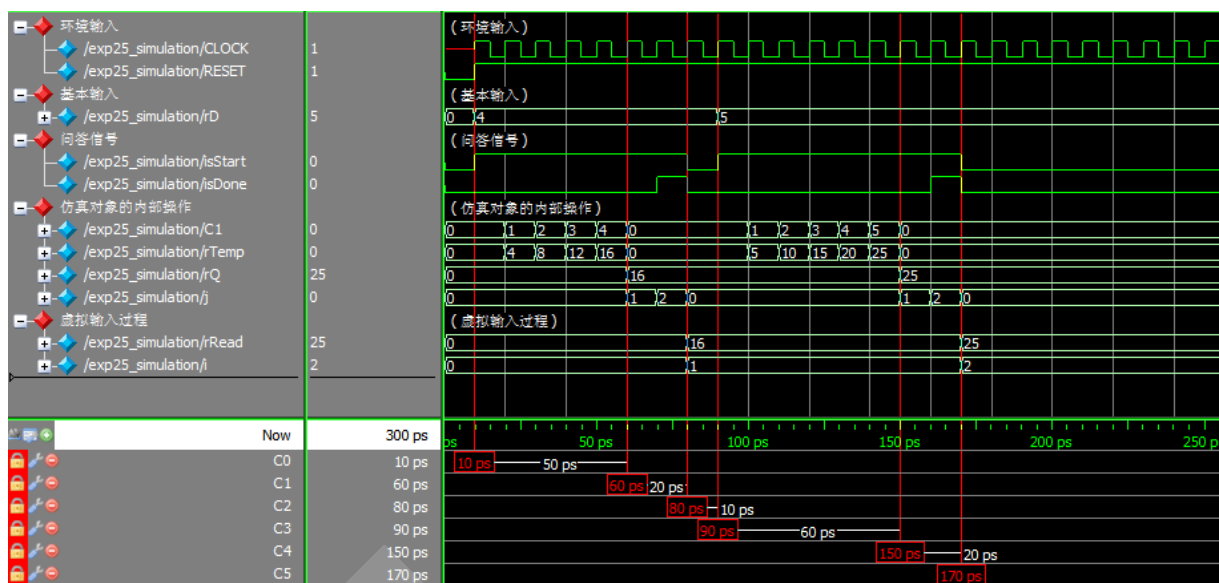 环境输入 （环境输入）
/exp25_simulation/CLOCK 1
/exp25_simulation/RESET 1
基本输入 （基本输入）
/exp25_simulation/rD 5 0 4 5
问答信号 （问答信号）
/exp25_simulation/isStart 0
/exp25_simulation/isDone 0
仿真对象的内部操作 （仿真对象的内部操作）
/exp25_simulation/C1 0 0 1 2 3 4 0 1 2 3 4 5 0
/exp25_simulation/rTemp 0 0 4 8 12 16 0 5 10 15 20 25 0
/exp25_simulation/rQ 25 0 16 25
/exp25_simulation/j 0 0 1 2 0 1 2 0
虚拟输入过程 （虚拟输入过程）
/exp25_simulation/rRead 25 0 16 25
/exp25_simulation/i 2 0 1 2
Now 300 ps ps 50 ps 100 ps 150 ps 200 ps 250 p
C0 10 ps 10 ps 50 ps
C1 60 ps 60 ps 20 ps
C2 80 ps 80 ps 10 ps
C3 90 ps 90 ps 60 ps
C4 150 ps 150 ps 20 ps
C5 170 ps 170 ps